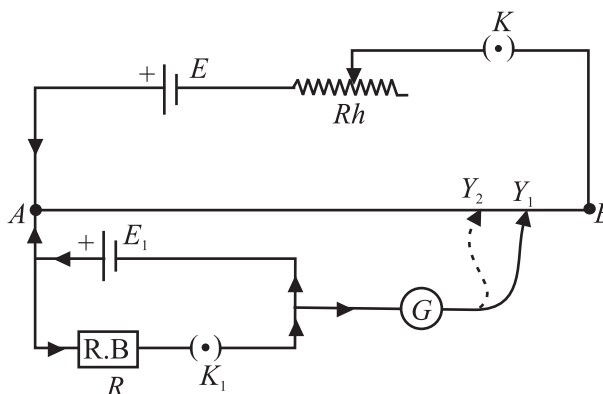 K
+ E
Rh
A Y₂ Y₁ B
+ E₁
G
R.B
R K₁